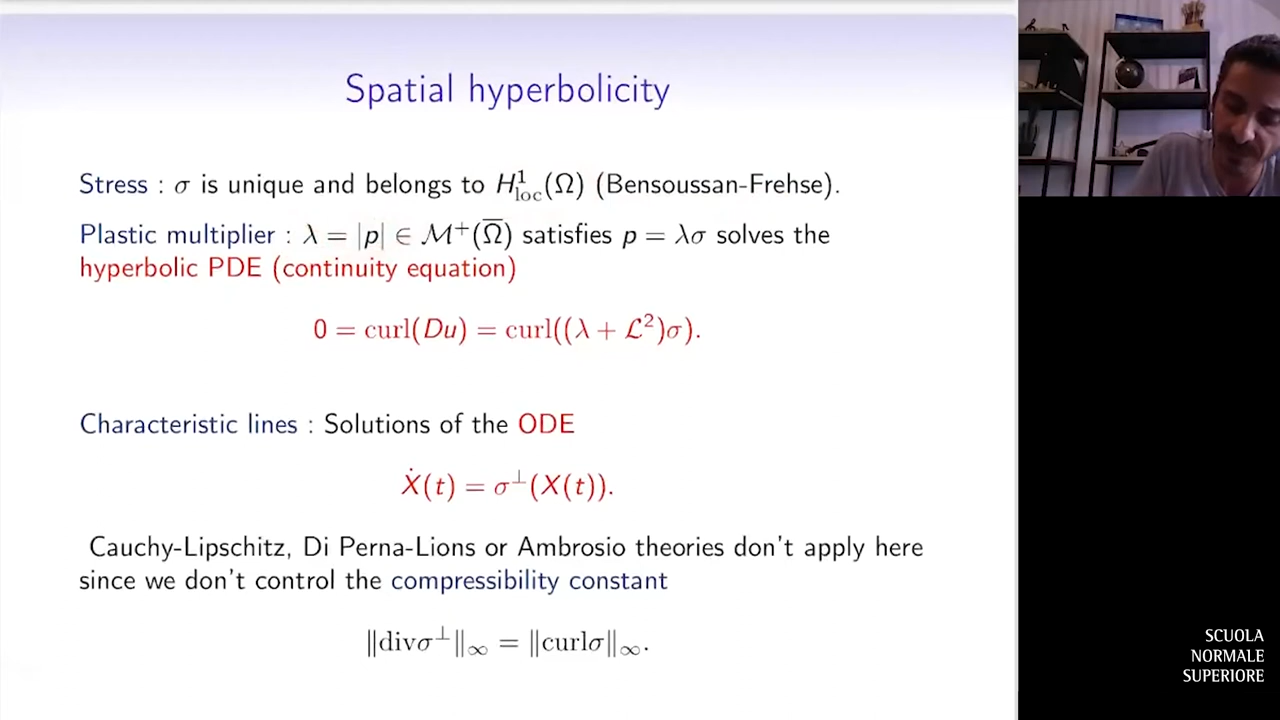 Spatial hyperbolicity
Stress : σ is unique and belongs to H¹loc(Ω) (Bensoussan-Frehse).
Plastic multiplier : λ = |p| ∈ ℳ⁺(Ω̅) satisfies p = λσ solves the
hyperbolic PDE (continuity equation)
0 = curl(Du) = curl((λ + ℒ²)σ).
Characteristic lines : Solutions of the ODE
Ẋ(t) = σ⊥(X(t)).
Cauchy-Lipschitz, Di Perna-Lions or Ambrosio theories don't apply here
since we don't control the compressibility constant
‖divσ⊥‖∞ = ‖curlσ‖∞.
SCUOLA
NORMALE
SUPERIORE